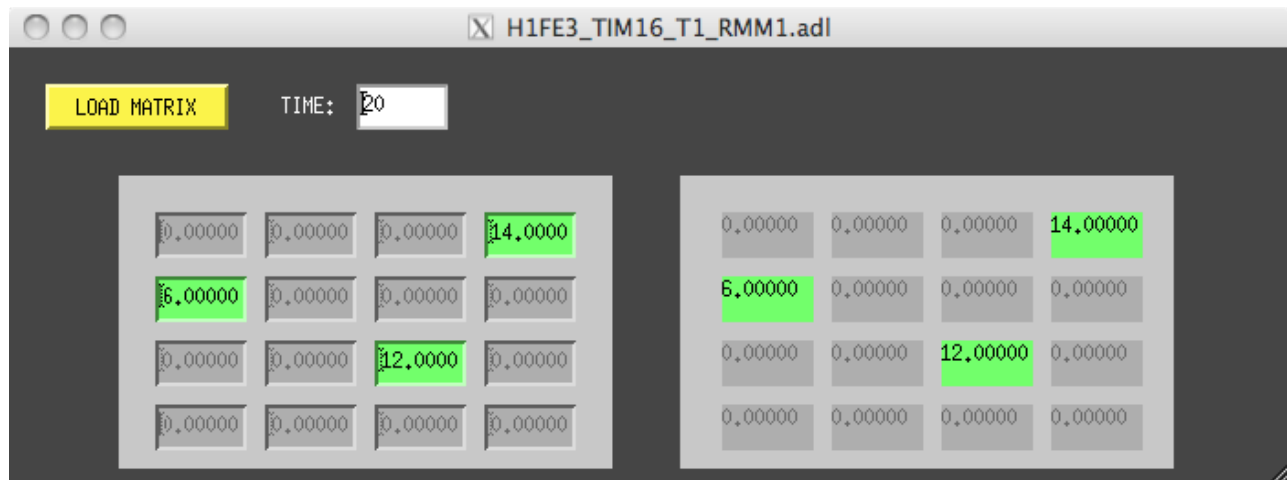 H1FE3_TIM16_T1_RMM1.adl
LOAD MATRIX TIME: 20
0.00000 0.00000 0.00000 14.0000 0.00000 0.00000 0.00000 14.00000
6.00000 0.00000 0.00000 0.00000 6.00000 0.00000 0.00000 0.00000
0.00000 0.00000 12.0000 0.00000 0.00000 0.00000 12.00000 0.00000
0.00000 0.00000 0.00000 0.00000 0.00000 0.00000 0.00000 0.00000